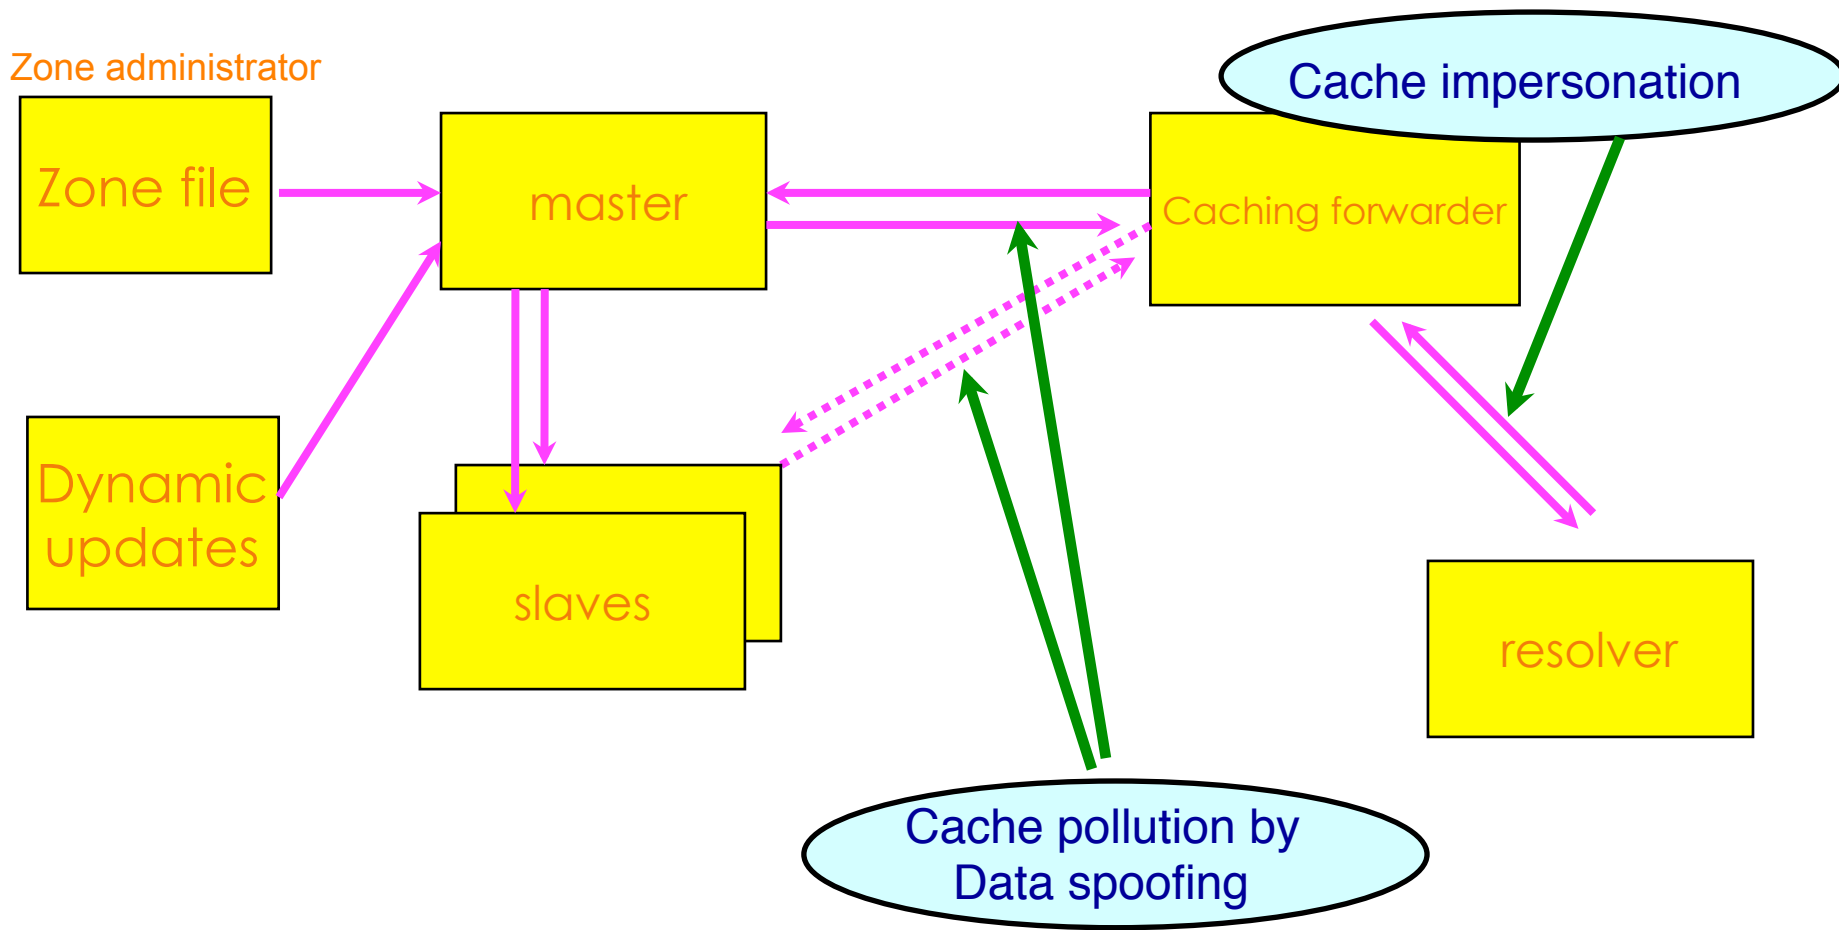 Zone administrator
Zone file
master
Caching forwarder
Cache impersonation
Dynamic
updates
slaves
resolver
Cache pollution by
Data spoofing